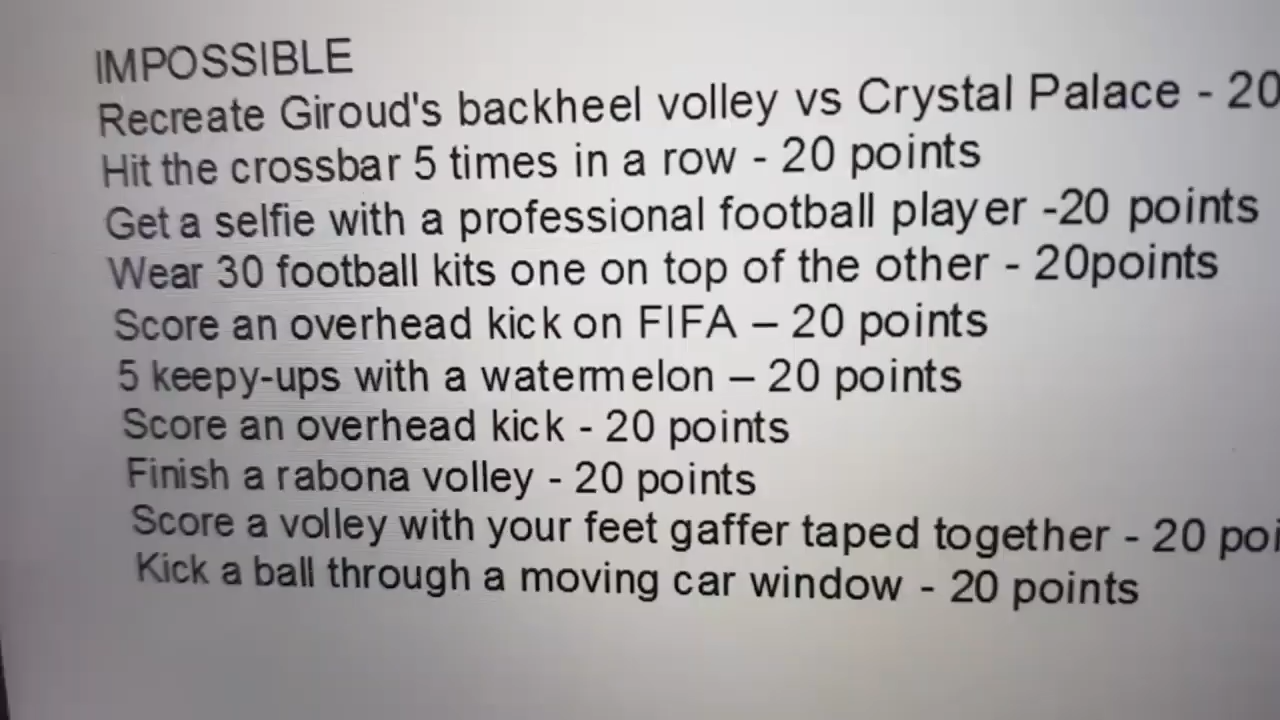 IMPOSSIBLE
Recreate Giroud's backheel volley vs Crystal Palace - 20
Hit the crossbar 5 times in a row - 20 points
Get a selfie with a professional football player -20 points
Wear 30 football kits one on top of the other - 20points
Score an overhead kick on FIFA – 20 points
5 keepy-ups with a watermelon – 20 points
Score an overhead kick - 20 points
Finish a rabona volley - 20 points
Score a volley with your feet gaffer taped together - 20 poi
Kick a ball through a moving car window - 20 points